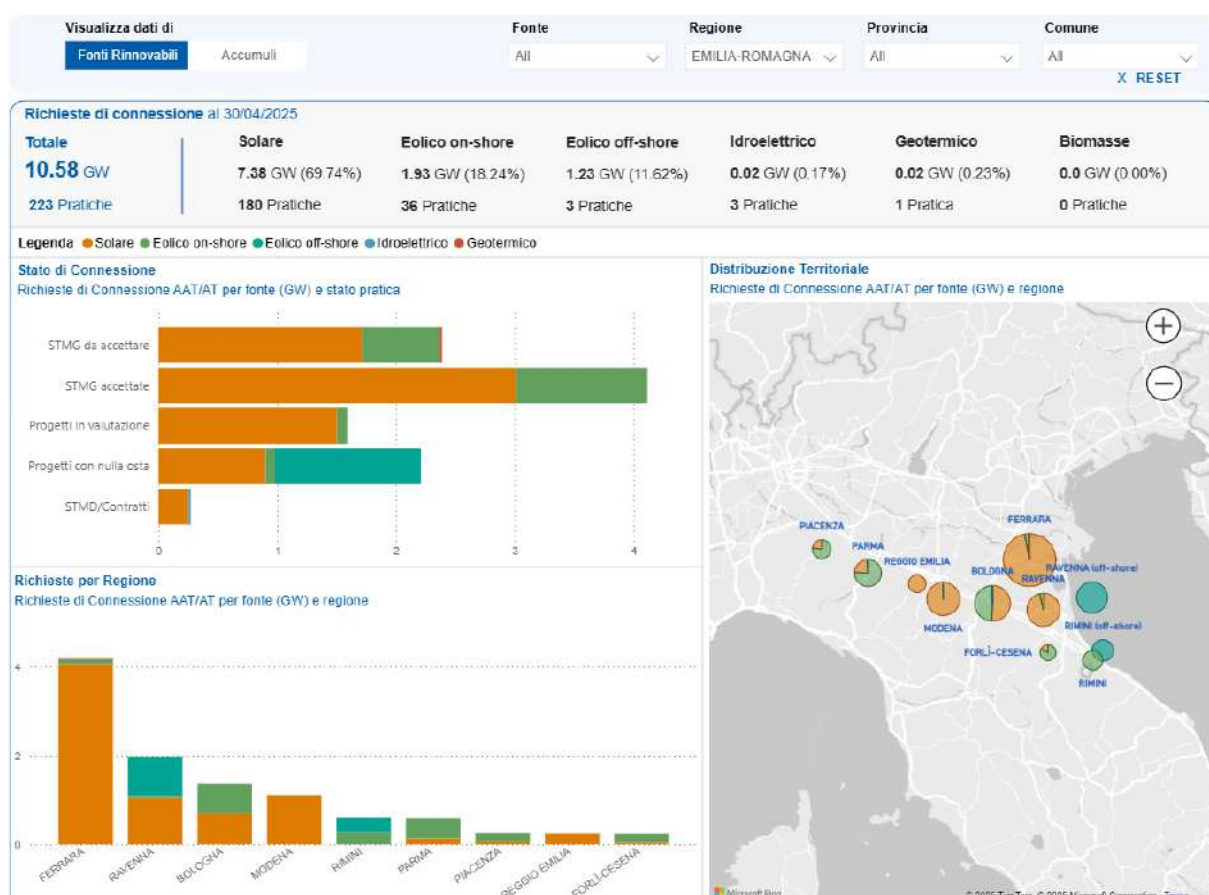 Visualizza dati di
Fonte
Regione
Provincia
Comune
Fonti Rinnovabili
Accumuli
All
EMILIA-ROMAGNA
All
All
X RESET
Richieste di connessione al 30/04/2025
Totale
Solare
Eolico on-shore
Eolico off-shore
Idroelettrico
Geotermico
Biomasse
10.58 GW
7.38 GW (69.74%)
1.93 GW (18.24%)
1.23 GW (11.62%)
0.02 GW (0.17%)
0.02 GW (0.23%)
0.0 GW (0.00%)
223 Pratiche
180 Pratiche
36 Pratiche
3 Pratiche
3 Pratiche
1 Pratica
0 Pratiche
Legenda Solare Eolico on-shore Eolico off-shore Idroelettrico Geotermico
Stato di Connessione
Richieste di Connessione AAT/AT per fonte (GW) e stato pratica
STMG da accettare
STMG accettate
Progetti in valutazione
Progetti con nulla osta
STMD/Contratti
0 1 2 3 4
Richieste per Regione
Richieste di Connessione AAT/AT per fonte (GW) e regione
4
2
0
FERRARA
RAVENNA
BOLOGNA
MODENA
RIMINI
PARMA
PIACENZA
REGGIO EMILIA
FORLÌ-CESENA
Distribuzione Territoriale
Richieste di Connessione AAT/AT per fonte (GW) e regione
FERRARA
PIACENZA
PARMA
REGGIO EMILIA
BOLOGNA
RAVENNA (off-shore)
RAVENNA
MODENA
RIMINI (off-shore)
FORLÌ-CESENA
RIMINI
Microsoft Bing
© 2025 TomTom, © 2025 Microsoft Corporation, Terms